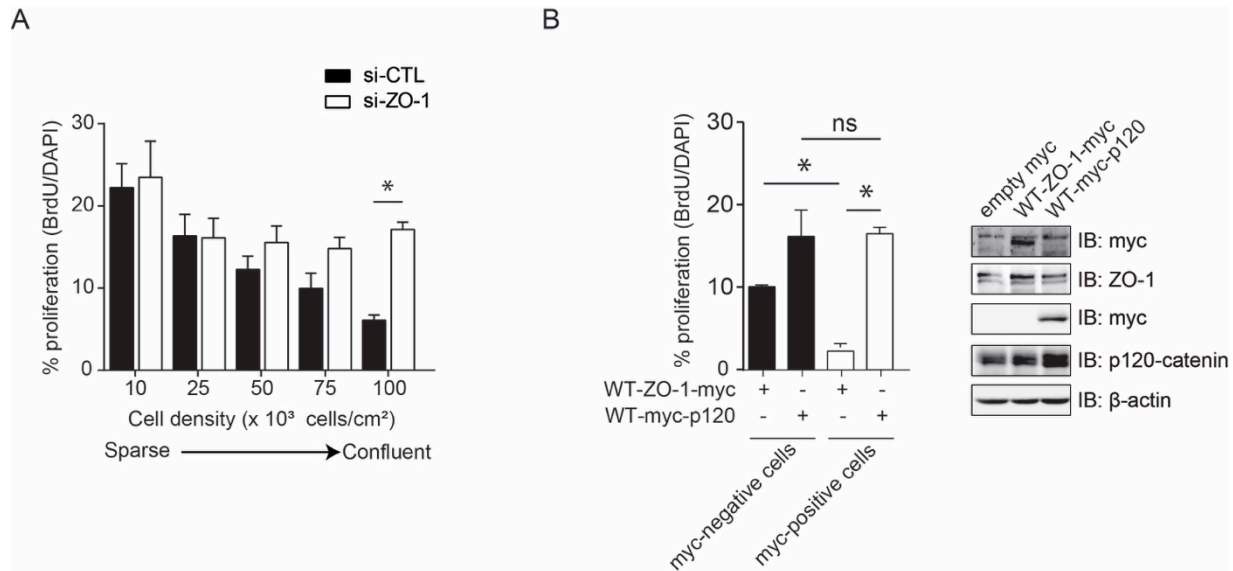 A
si-CTL
si-ZO-1
% proliferation (BrdU/DAPI)
30
20
10
0
*
10 25 50 75 100
Cell density (x 10³ cells/cm²)
Sparse Confluent
B
% proliferation (BrdU/DAPI)
30
20
10
0
ns
*
*
WT-ZO-1-myc + - + -
WT-myc-p120 - + - +
myc-negative cells
myc-positive cells
empty myc
WT-ZO-1-myc
WT-myc-p120
IB: myc
IB: ZO-1
IB: myc
IB: p120-catenin
IB: β-actin